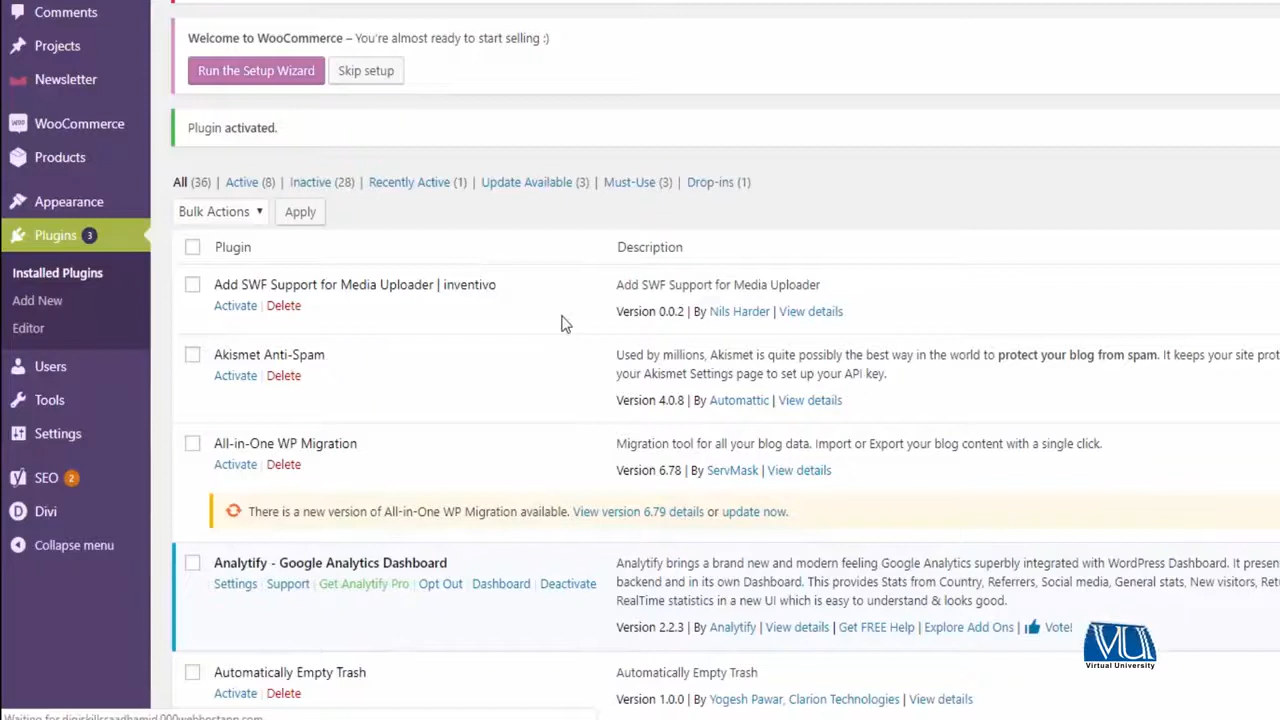 Comments
Projects
Newsletter
WooCommerce
Products
Appearance
Plugins 3
Installed Plugins
Add New
Editor
Users
Tools
Settings
SEO 2
Divi
Collapse menu
Welcome to WooCommerce – You're almost ready to start selling :)
Run the Setup Wizard Skip setup
Plugin activated.
All (36) | Active (8) | Inactive (28) | Recently Active (1) | Update Available (3) | Must-Use (3) | Drop-ins (1)
Bulk Actions Apply
Plugin Description
Add SWF Support for Media Uploader | inventivo
Activate | Delete
Add SWF Support for Media Uploader
Version 0.0.2 | By Nils Harder | View details
Akismet Anti-Spam
Activate | Delete
Used by millions, Akismet is quite possibly the best way in the world to protect your blog from spam. It keeps your site prot
your Akismet Settings page to set up your API key.
Version 4.0.8 | By Automattic | View details
All-in-One WP Migration
Activate | Delete
Migration tool for all your blog data. Import or Export your blog content with a single click.
Version 6.78 | By ServMask | View details
There is a new version of All-in-One WP Migration available. View version 6.79 details or update now.
Analytify - Google Analytics Dashboard
Settings | Support | Get Analytify Pro | Opt Out | Dashboard | Deactivate
Analytify brings a brand new and modern feeling Google Analytics superbly integrated with WordPress Dashboard. It presen
backend and in its own Dashboard. This provides Stats from Country, Referrers, Social media, General stats, New visitors, Ret
RealTime statistics in a new UI which is easy to understand & looks good.
Version 2.2.3 | By Analytify | View details | Get FREE Help | Explore Add Ons | Vote!
Automatically Empty Trash
Activate | Delete
Automatically Empty Trash
Version 1.0.0 | By Yogesh Pawar, Clarion Technologies | View details
VU
Virtual University